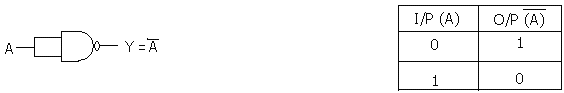 A Y = A̅
I/P (A) O/P (A̅)
0 1
1 0